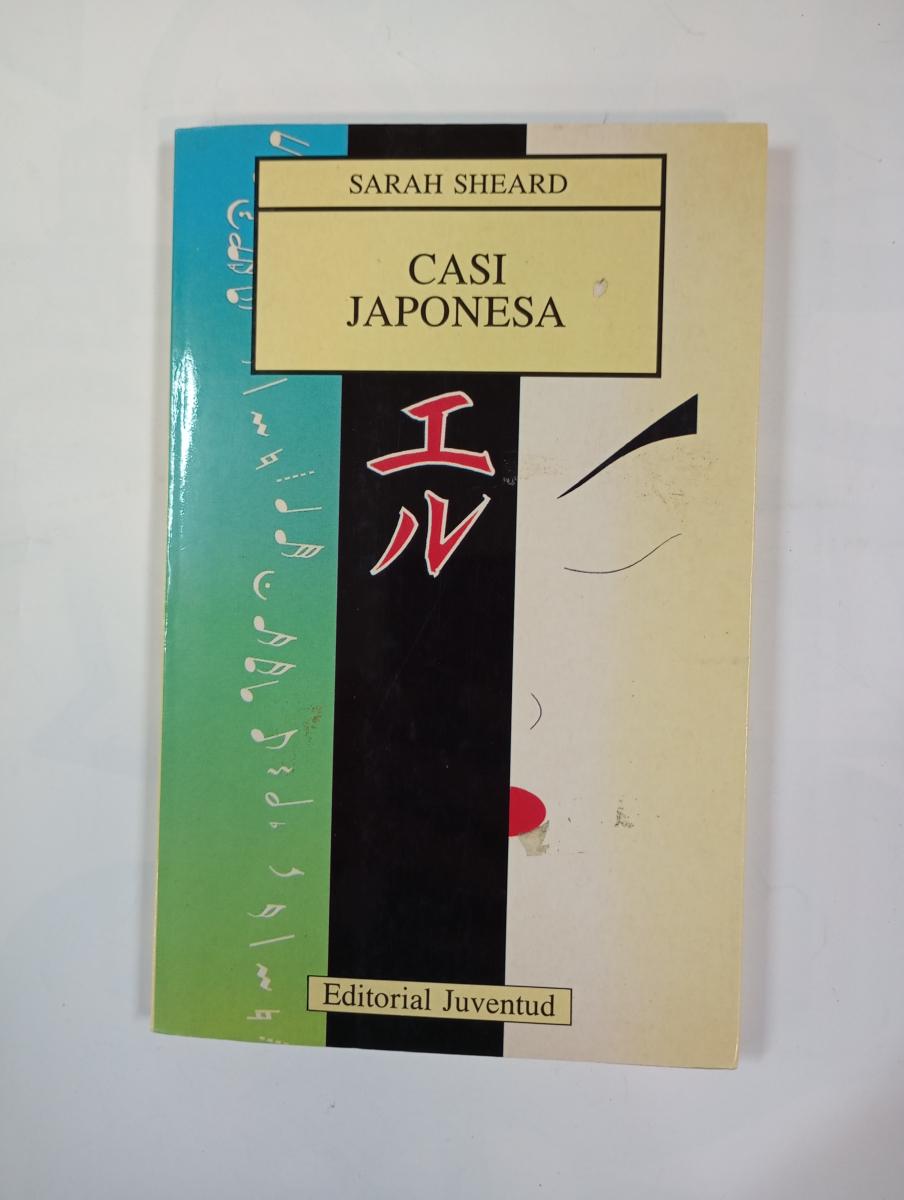 SARAH SHEARD
CASI
JAPONESA
エ
ル
Editorial Juventud